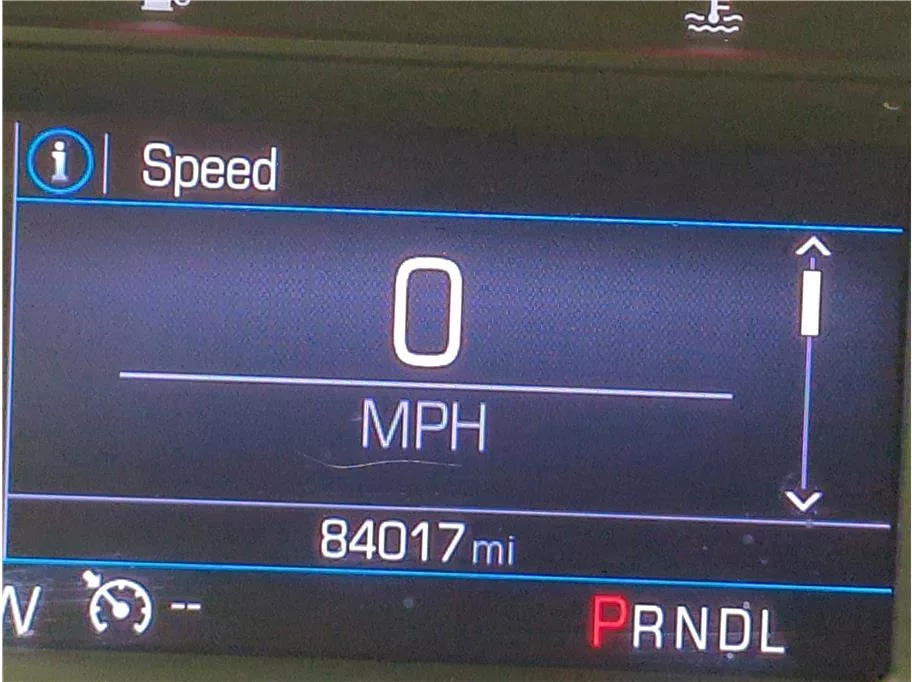 Speed
0
MPH
84017 mi
--
PRNDL